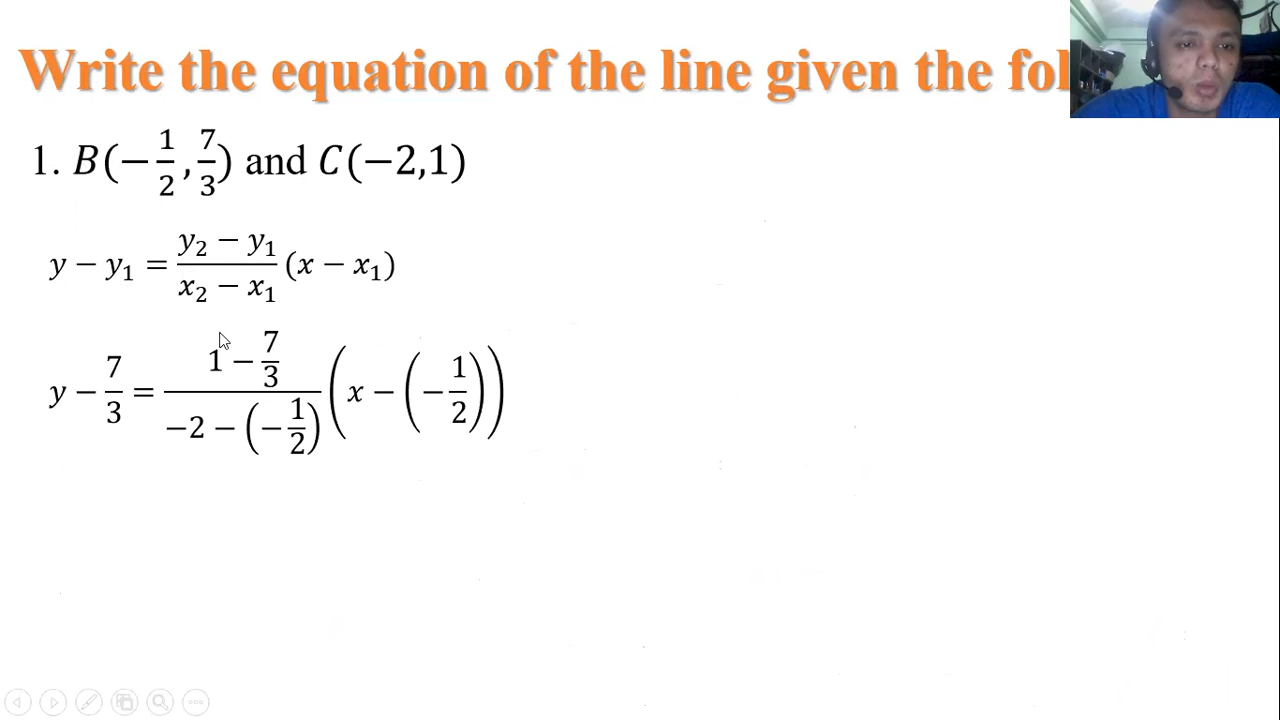 Write the equation of the line given the fol
1. B(−1/2, 7/3) and C(−2,1)
y − y₁ = (y₂ − y₁)/(x₂ − x₁) (x − x₁)
y − 7/3 = (1 − 7/3)/(−2 − (−1/2)) (x − (−1/2))